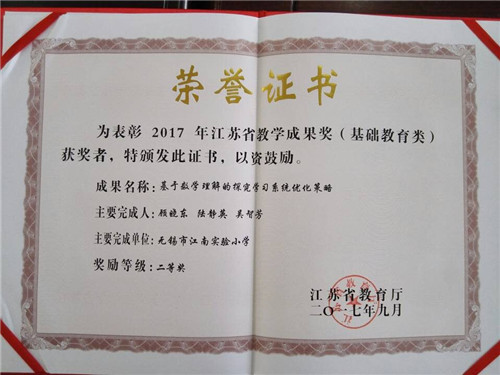 荣誉证书
为表彰 2017 年江苏省教学成果奖(基础教育类)
获奖者,特颁发此证书,以资鼓励。
成果名称:基于数学理解的探究学习系统优化策略
主要完成人:顾晓东 陆静英 吴智芳
主要完成单位:无锡市江南实验小学
奖励等级:二等奖
江苏省教育厅
二〇一七年九月